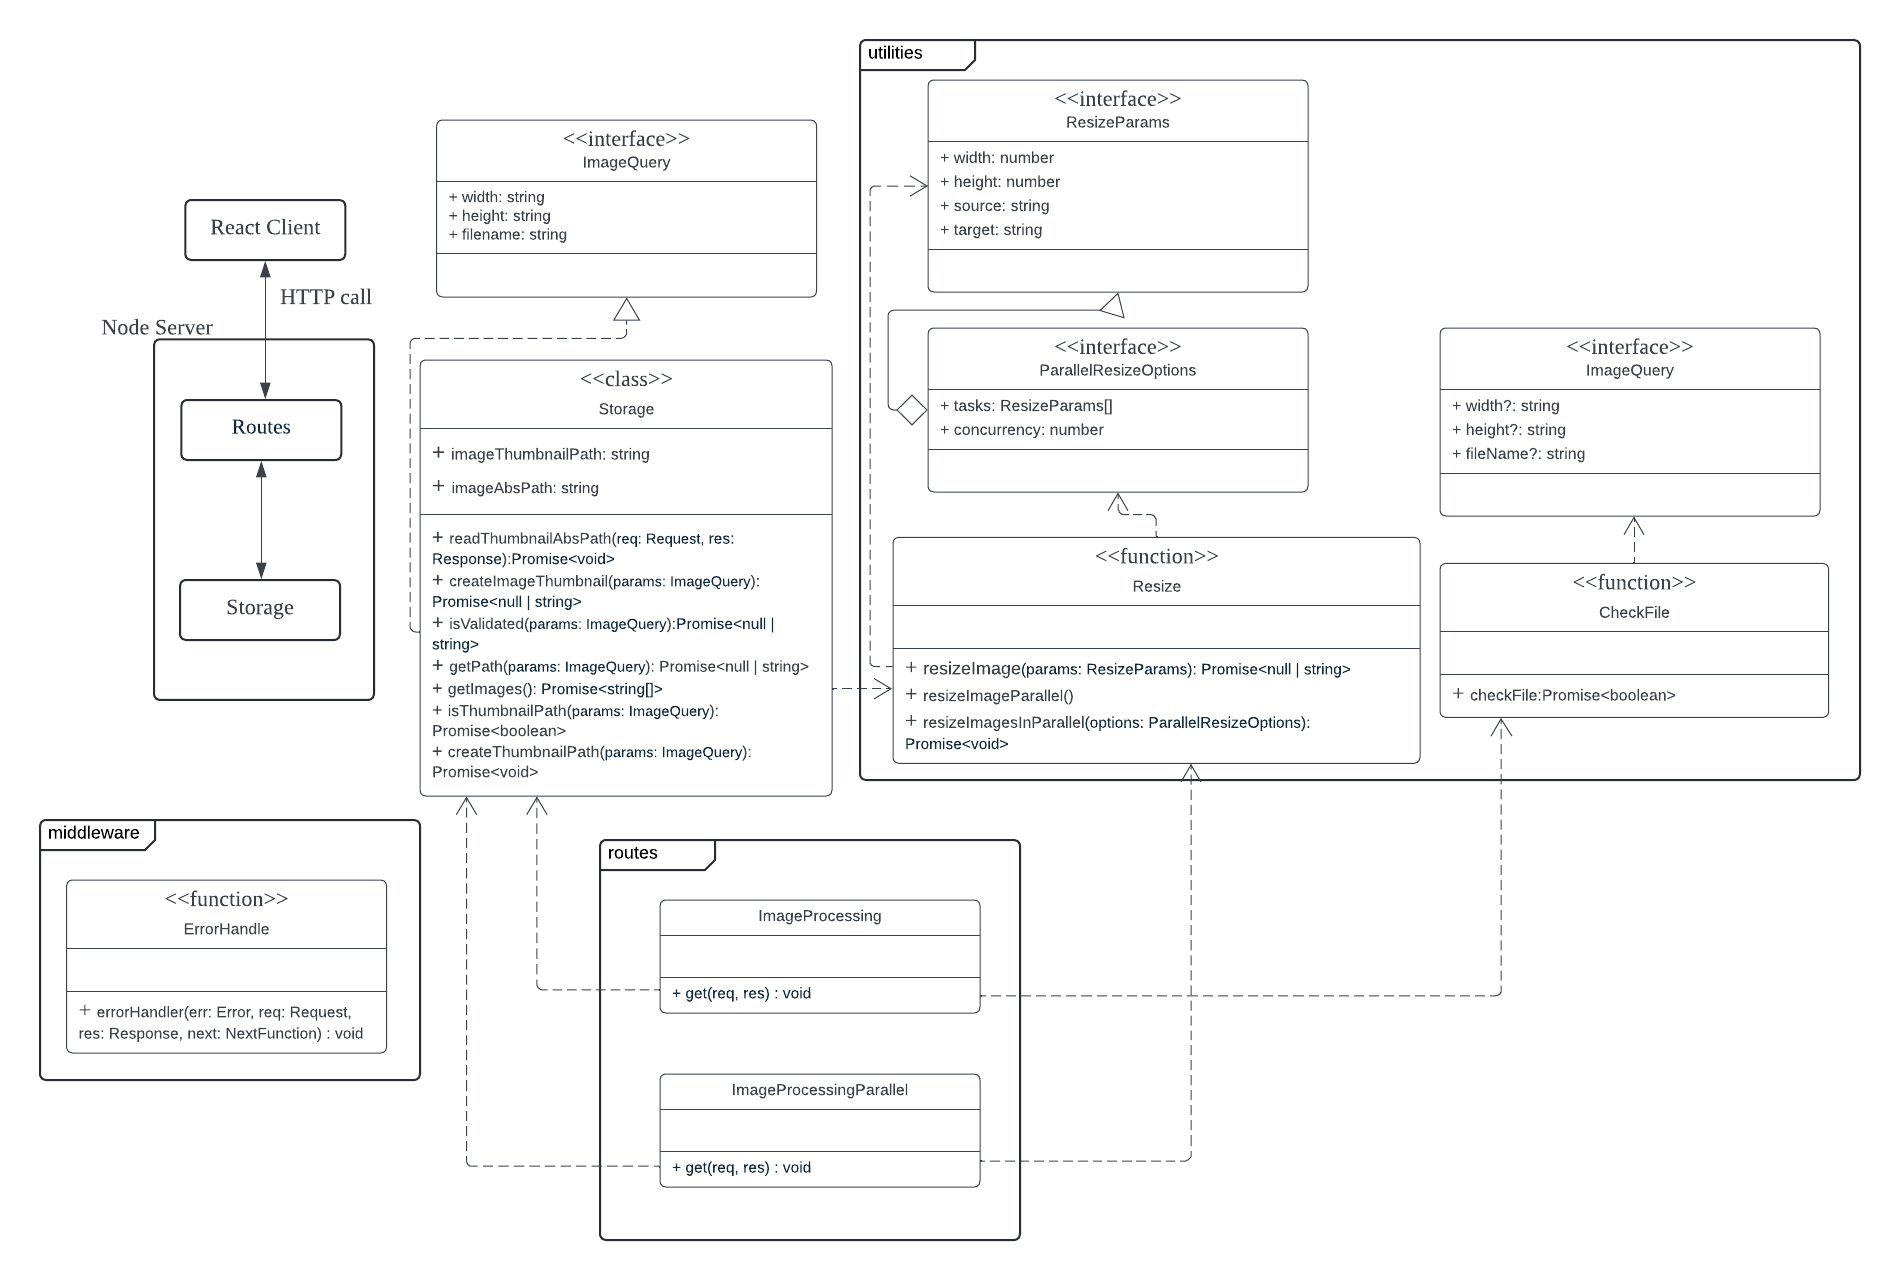 React Client
HTTP call
Node Server
Routes
Storage
<<interface>>
ImageQuery
+ width: string
+ height: string
+ filename: string
<<class>>
Storage
+ imageThumbnailPath: string
+ imageAbsPath: string
+ readThumbnailAbsPath(req: Request, res:
Response):Promise<void>
+ createImageThumbnail(params: ImageQuery):
Promise<null | string>
+ isValidated(params: ImageQuery):Promise<null |
string>
+ getPath(params: ImageQuery): Promise<null | string>
+ getImages(): Promise<string[]>
+ isThumbnailPath(params: ImageQuery):
Promise<boolean>
+ createThumbnailPath(params: ImageQuery):
Promise<void>
utilities
<<interface>>
ResizeParams
+ width: number
+ height: number
+ source: string
+ target: string
<<interface>>
ParallelResizeOptions
+ tasks: ResizeParams[]
+ concurrency: number
<<interface>>
ImageQuery
+ width?: string
+ height?: string
+ fileName?: string
<<function>>
Resize
+ resizeImage(params: ResizeParams): Promise<null | string>
+ resizeImageParallel()
+ resizeImagesInParallel(options: ParallelResizeOptions):
Promise<void>
<<function>>
CheckFile
+ checkFile:Promise<boolean>
middleware
<<function>>
ErrorHandle
+ errorHandler(err: Error, req: Request,
res: Response, next: NextFunction) : void
routes
ImageProcessing
+ get(req, res) : void
ImageProcessingParallel
+ get(req, res) : void